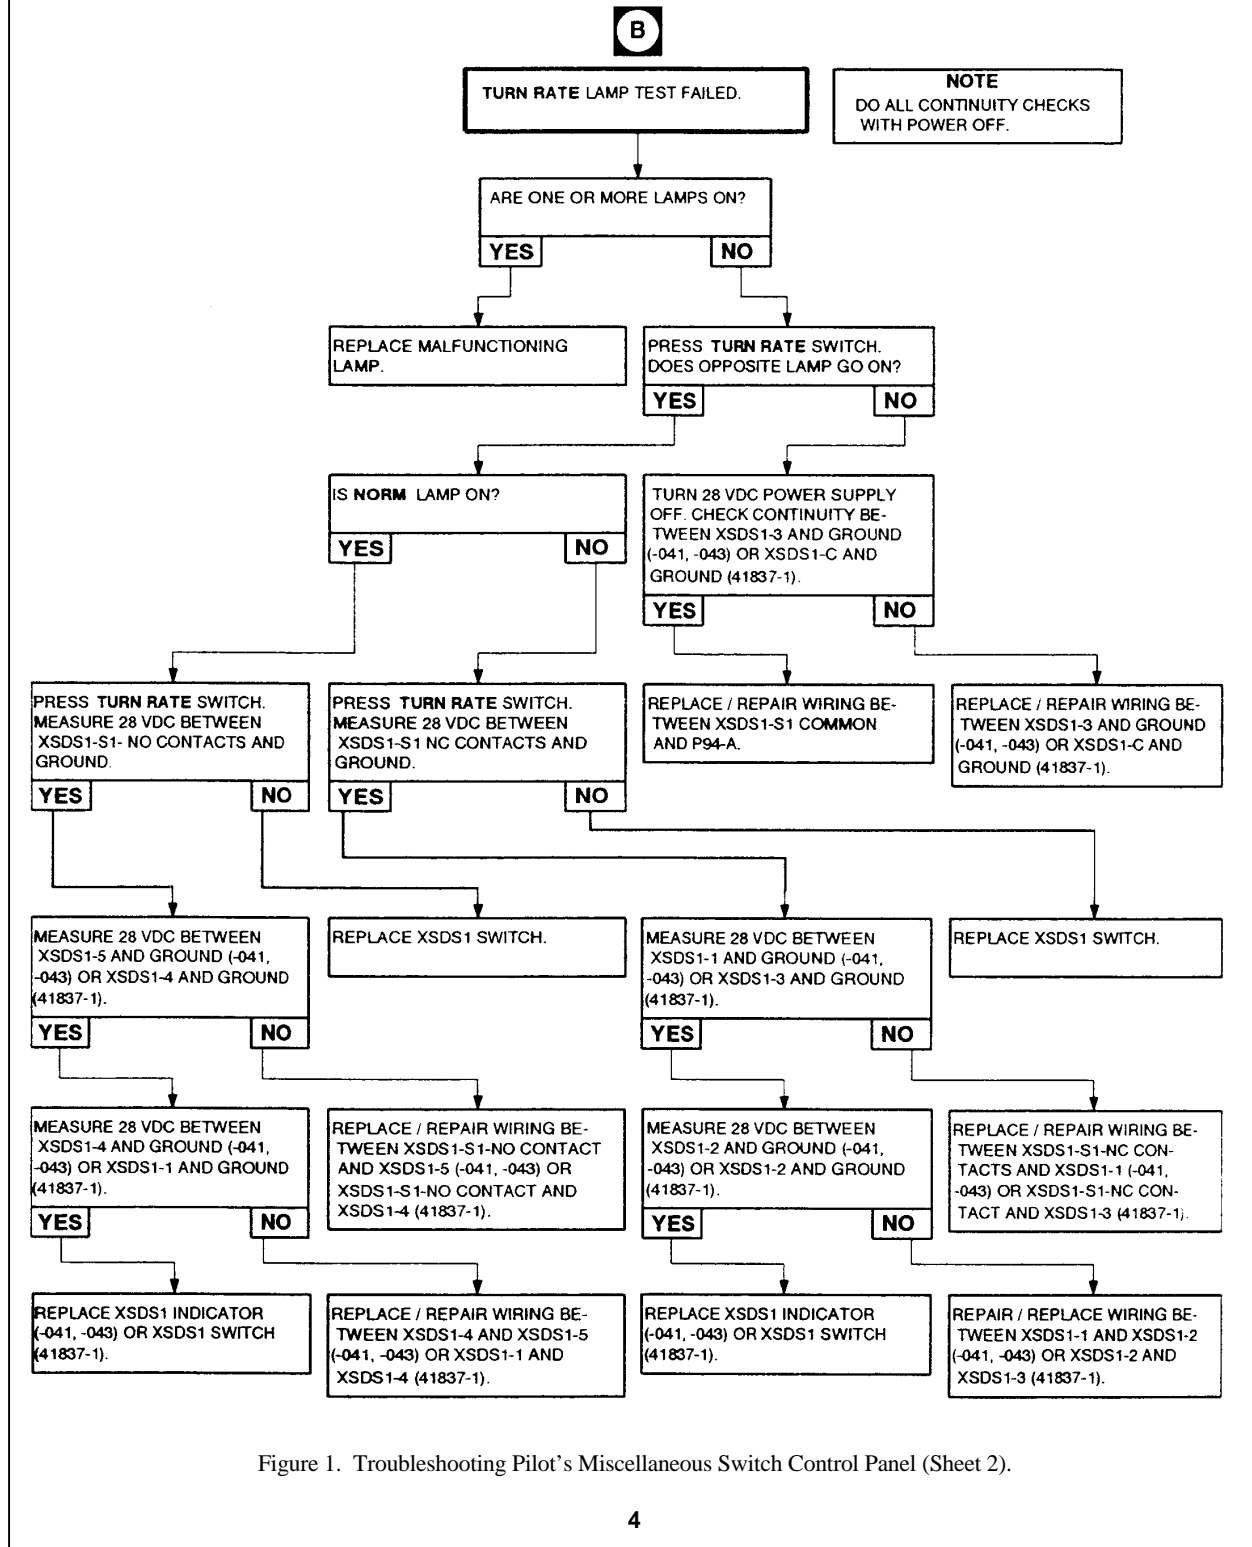 B
TURN RATE LAMP TEST FAILED.
NOTE
DO ALL CONTINUITY CHECKS
WITH POWER OFF.
ARE ONE OR MORE LAMPS ON?
YES
NO
REPLACE MALFUNCTIONING
LAMP.
PRESS TURN RATE SWITCH.
DOES OPPOSITE LAMP GO ON?
YES
NO
IS NORM LAMP ON?
YES
NO
TURN 28 VDC POWER SUPPLY
OFF. CHECK CONTINUITY BE-
TWEEN XSDS1-3 AND GROUND
(-041, -043) OR XSDS1-C AND
GROUND (41837-1).
YES
NO
PRESS TURN RATE SWITCH.
MEASURE 28 VDC BETWEEN
XSDS1-S1- NO CONTACTS AND
GROUND.
YES
NO
PRESS TURN RATE SWITCH.
MEASURE 28 VDC BETWEEN
XSDS1-S1 NC CONTACTS AND
GROUND.
YES
NO
REPLACE / REPAIR WIRING BE-
TWEEN XSDS1-S1 COMMON
AND P94-A.
REPLACE / REPAIR WIRING BE-
TWEEN XSDS1-3 AND GROUND
(-041, -043) OR XSDS1-C AND
GROUND (41837-1).
MEASURE 28 VDC BETWEEN
XSDS1-5 AND GROUND (-041,
-043) OR XSDS1-4 AND GROUND
(41837-1).
YES
NO
REPLACE XSDS1 SWITCH.
MEASURE 28 VDC BETWEEN
XSDS1-1 AND GROUND (-041,
-043) OR XSDS1-3 AND GROUND
(41837-1).
YES
NO
REPLACE XSDS1 SWITCH.
MEASURE 28 VDC BETWEEN
XSDS1-4 AND GROUND (-041,
-043) OR XSDS1-1 AND GROUND
(41837-1).
YES
NO
REPLACE / REPAIR WIRING BE-
TWEEN XSDS1-S1-NO CONTACT
AND XSDS1-5 (-041, -043) OR
XSDS1-S1-NO CONTACT AND
XSDS1-4 (41837-1).
MEASURE 28 VDC BETWEEN
XSDS1-2 AND GROUND (-041,
-043) OR XSDS1-2 AND GROUND
(41837-1).
YES
NO
REPLACE / REPAIR WIRING BE-
TWEEN XSDS1-S1-NC CON-
TACTS AND XSDS1-1 (-041,
-043) OR XSDS1-S1-NC CON-
TACT AND XSDS1-3 (41837-1).
REPLACE XSDS1 INDICATOR
(-041, -043) OR XSDS1 SWITCH
(41837-1).
REPLACE / REPAIR WIRING BE-
TWEEN XSDS1-4 AND XSDS1-5
(-041, -043) OR XSDS1-1 AND
XSDS1-4 (41837-1).
REPLACE XSDS1 INDICATOR
(-041, -043) OR XSDS1 SWITCH
(41837-1).
REPAIR / REPLACE WIRING BE-
TWEEN XSDS1-1 AND XSDS1-2
(-041, -043) OR XSDS1-2 AND
XSDS1-3 (41837-1).
Figure 1. Troubleshooting Pilot's Miscellaneous Switch Control Panel (Sheet 2).
4